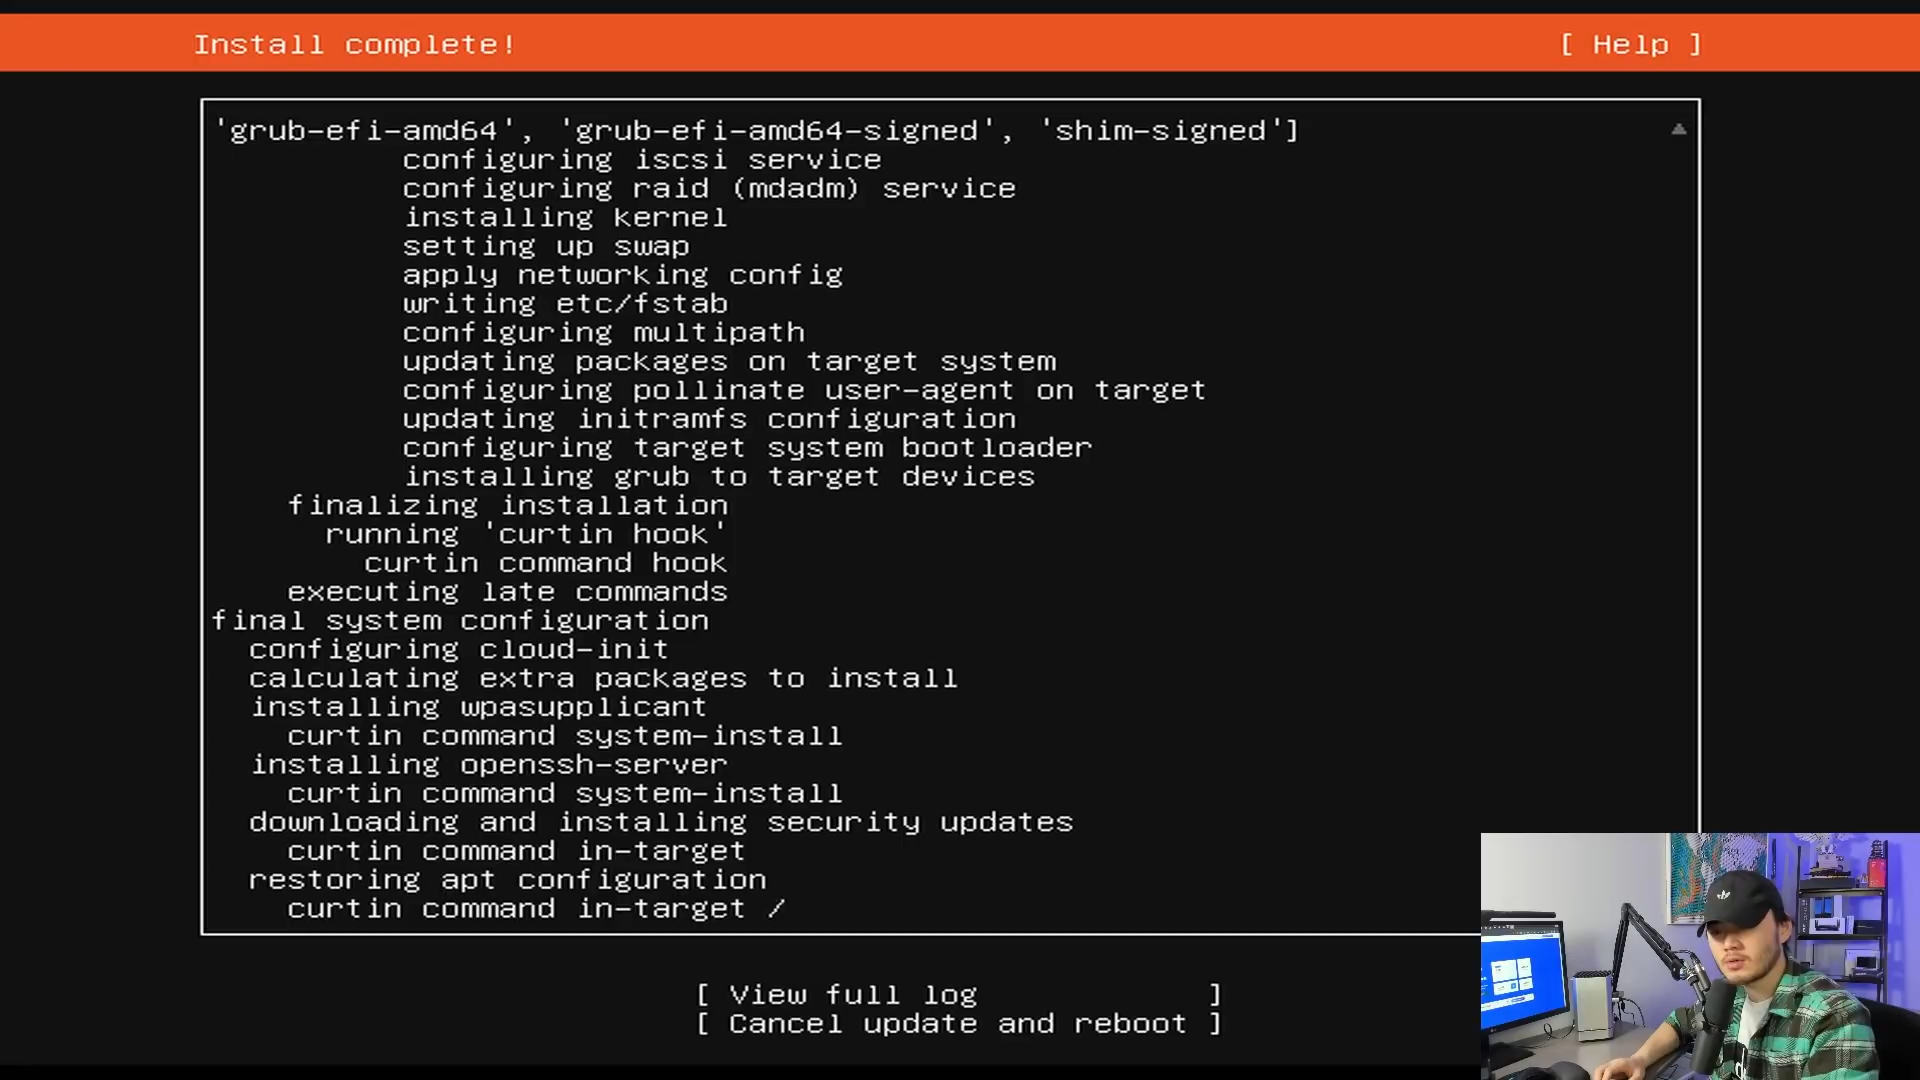 Install complete!
[ Help ]
'grub-efi-amd64', 'grub-efi-amd64-signed', 'shim-signed']
configuring iscsi service
configuring raid (mdadm) service
installing kernel
setting up swap
apply networking config
writing etc/fstab
configuring multipath
updating packages on target system
configuring pollinate user-agent on target
updating initramfs configuration
configuring target system bootloader
installing grub to target devices
finalizing installation
running 'curtin hook'
curtin command hook
executing late commands
final system configuration
configuring cloud-init
calculating extra packages to install
installing wpasupplicant
curtin command system-install
installing openssh-server
curtin command system-install
downloading and installing security updates
curtin command in-target
restoring apt configuration
curtin command in-target /
[ View full log ]
[ Cancel update and reboot ]